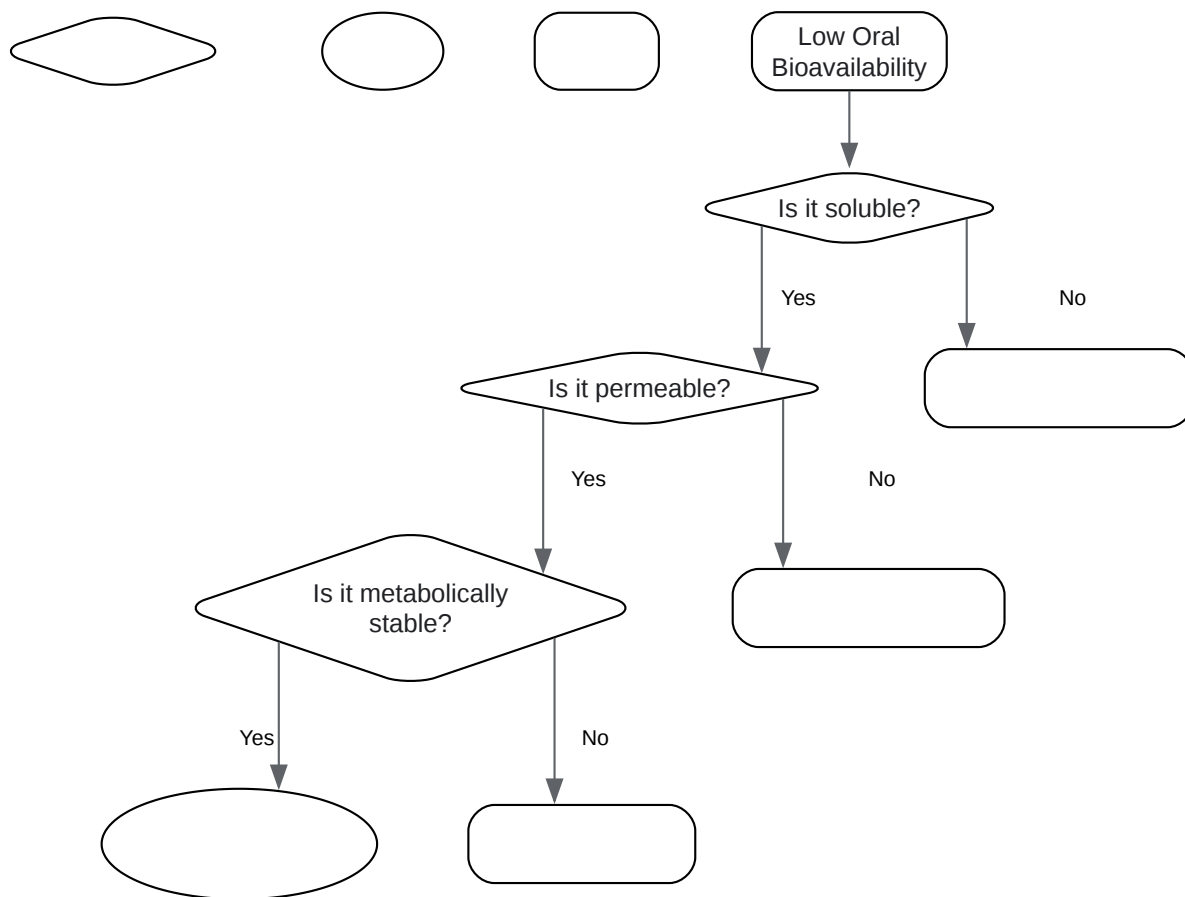 Low Oral
Bioavailability
Is it soluble?
Yes
No
Is it permeable?
Yes
No
Is it metabolically
stable?
Yes
No